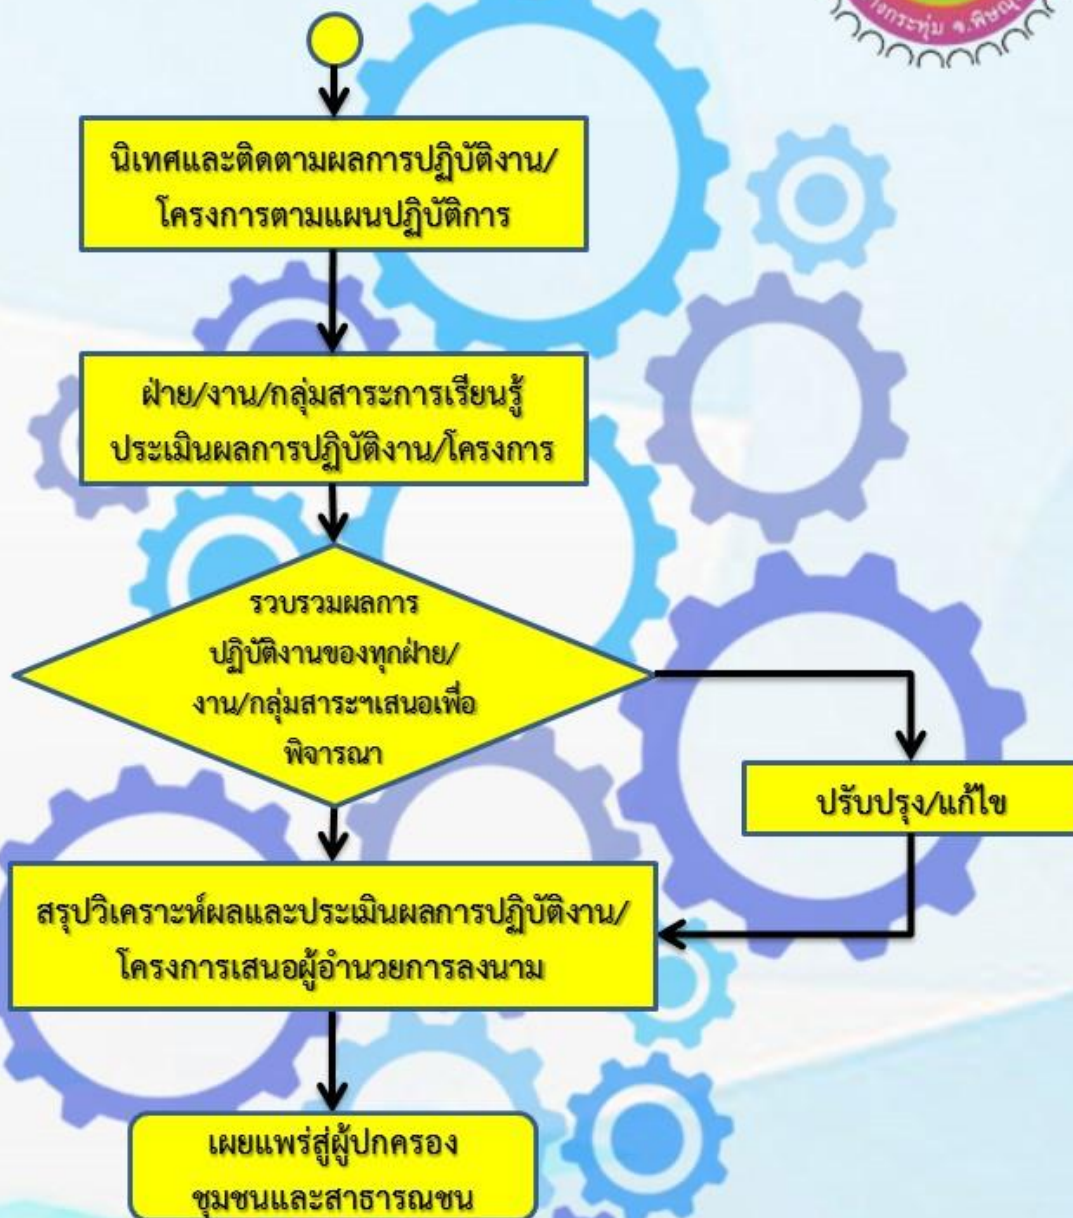 างกระทุ่ม จ.พิษณุ
นิเทศและติดตามผลการปฏิบัติงาน/
โครงการตามแผนปฏิบัติการ
ฝ่าย/งาน/กลุ่มสาระการเรียนรู้
ประเมินผลการปฏิบัติงาน/โครงการ
รวบรวมผลการ
ปฏิบัติงานของทุกฝ่าย/
งาน/กลุ่มสาระฯเสนอเพื่อ
พิจารณา
ปรับปรุง/แก้ไข
สรุปวิเคราะห์ผลและประเมินผลการปฏิบัติงาน/
โครงการเสนอผู้อำนวยการลงนาม
เผยแพร่สู่ผู้ปกครอง
ชุมชนและสาธารณชน